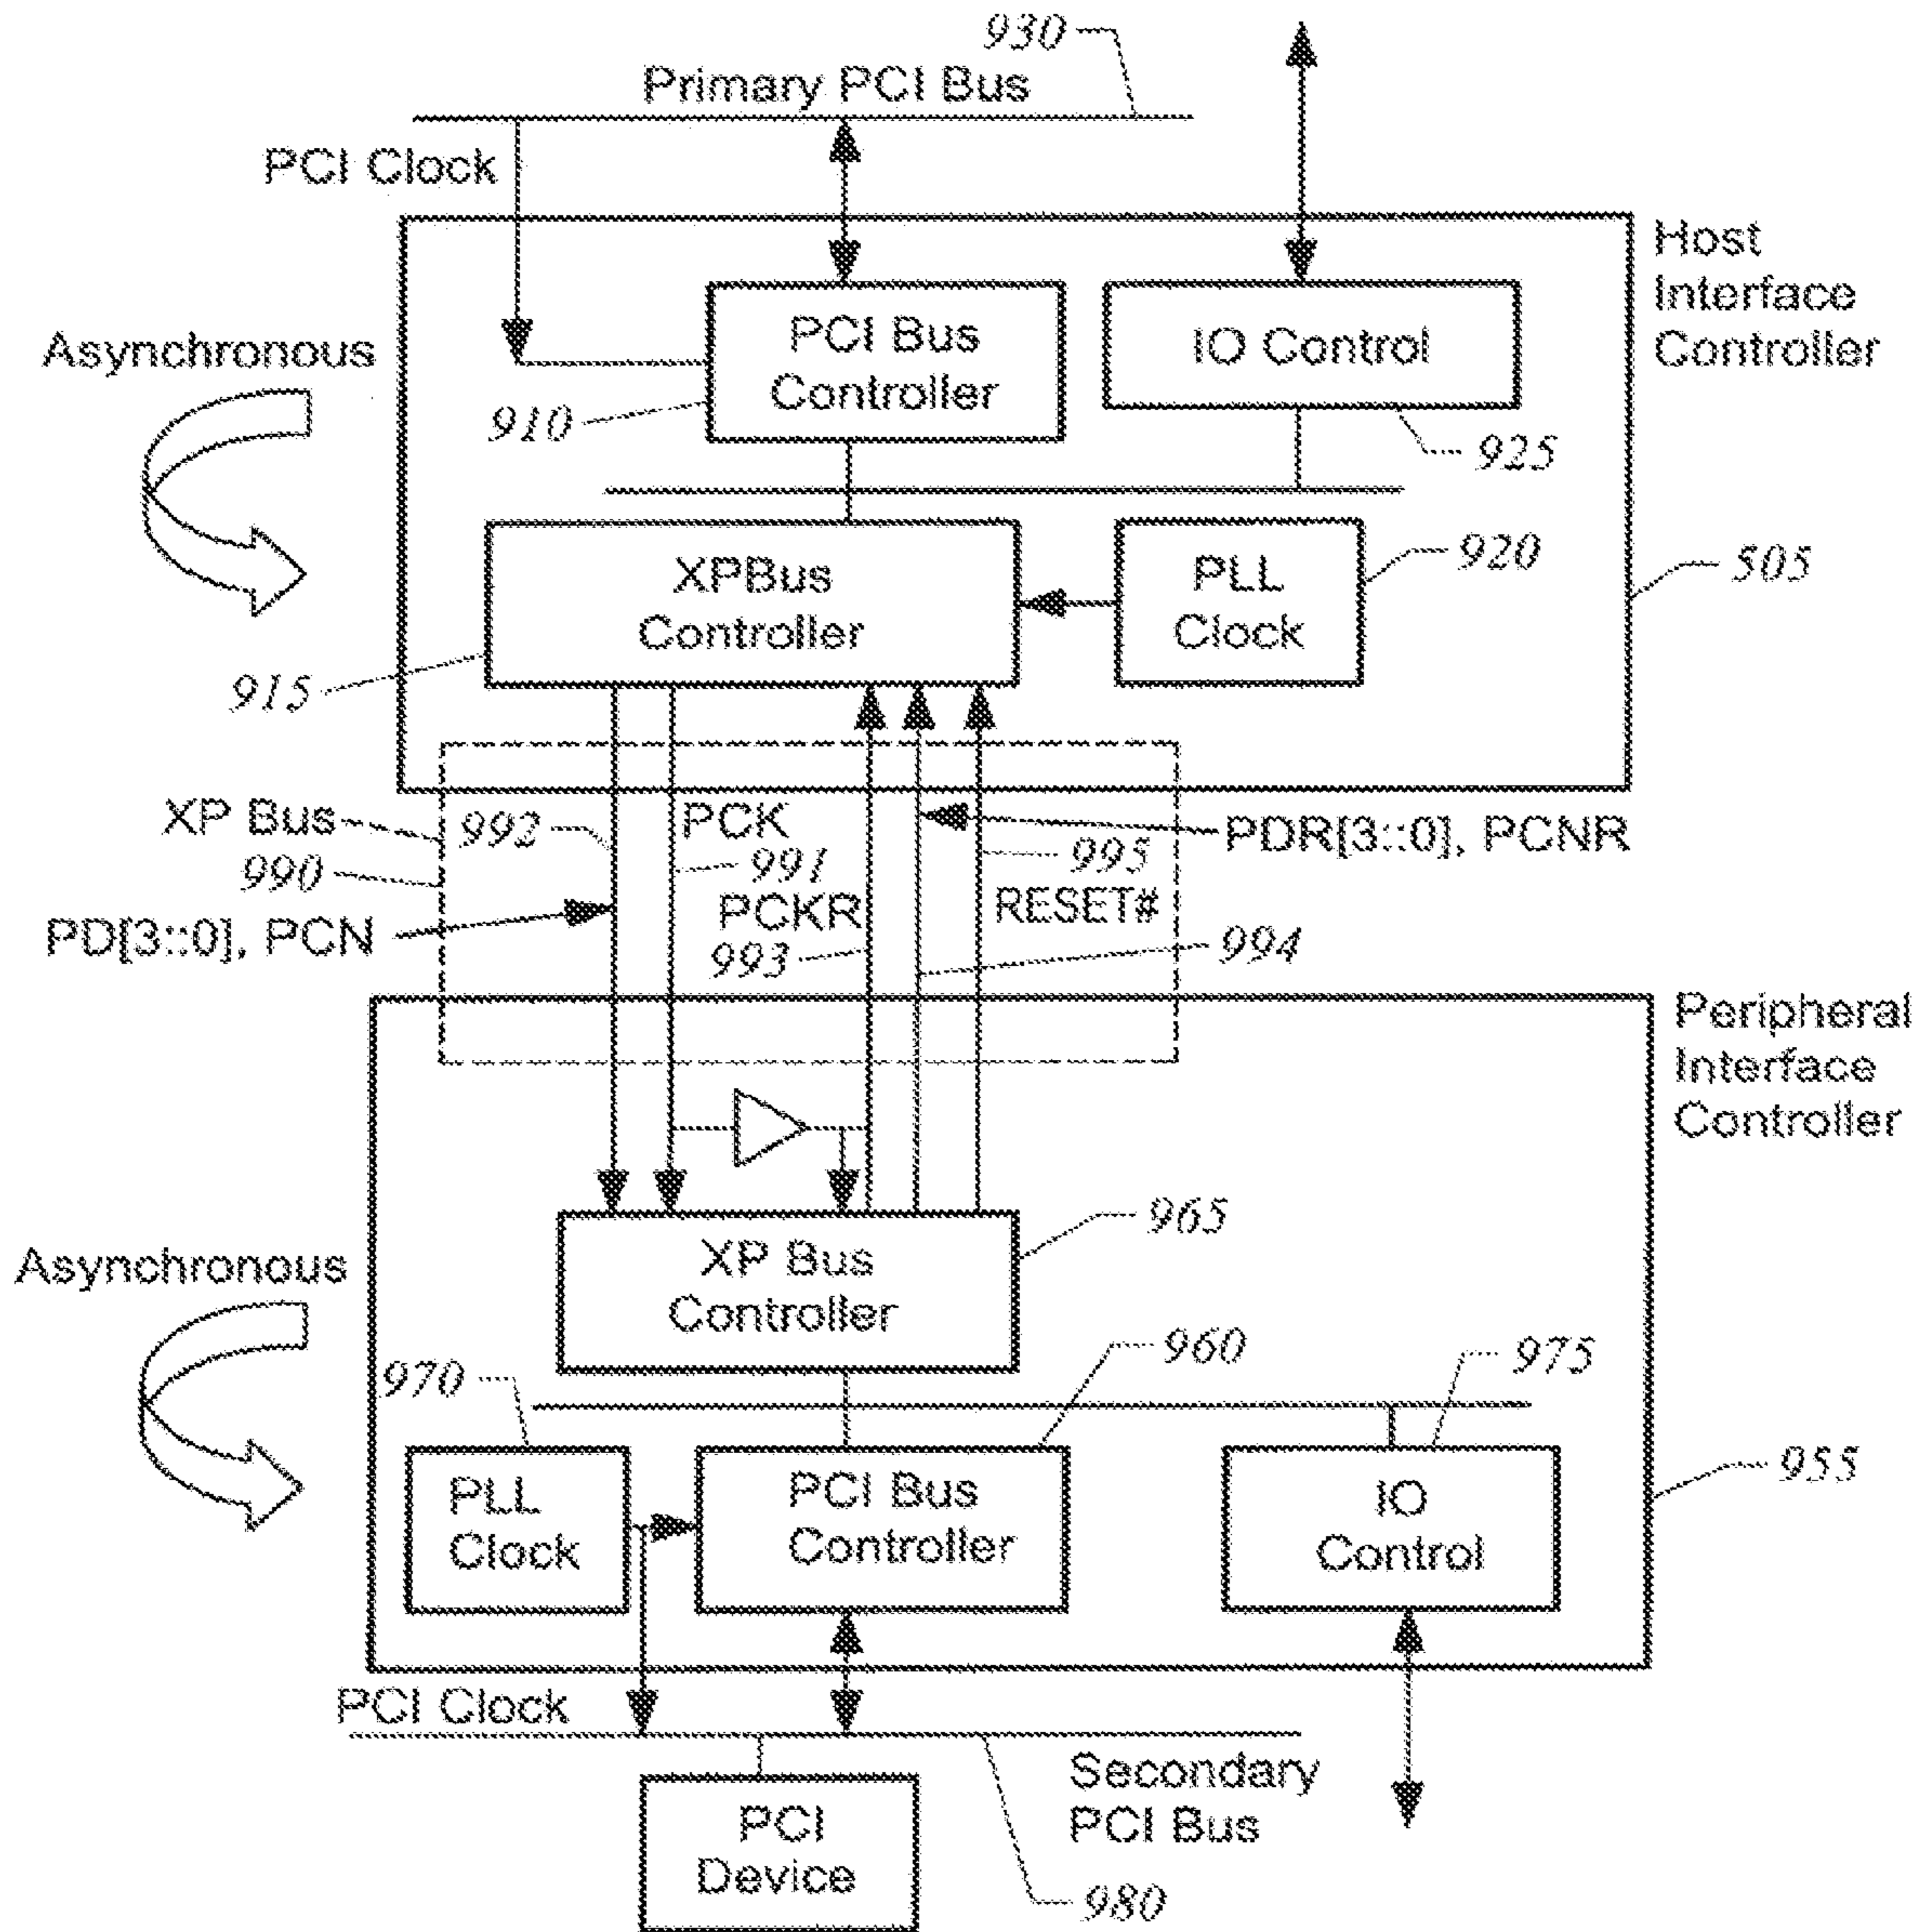 930
Primary PCI Bus
PCI Clock
Host
Interface
Controller
PCI Bus
Controller
IO Control
Asynchronous
910
925
XPBus
Controller
PLL
Clock
920
505
915
XP Bus
990
992
PCK
991
PDR[3::0], PCNR
995
PD[3::0], PCN
PCKR
993
RESET#
994
Peripheral
Interface
Controller
965
XP Bus
Controller
Asynchronous
970
960
975
955
PLL
Clock
PCI Bus
Controller
IO
Control
PCI Clock
Secondary
PCI Bus
PCI
Device
980